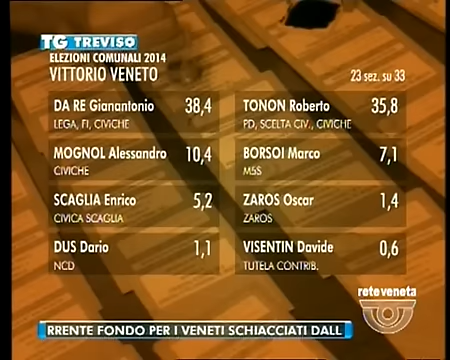 TG TREVISO
ELEZIONI COMUNALI 2014
VITTORIO VENETO
23 sez. su 33
DA RE Gianantonio 38,4
LEGA, FI, CIVICHE
TONON Roberto 35,8
PD, SCELTA CIV., CIVICHE
MOGNOL Alessandro 10,4
CIVICHE
BORSOI Marco 7,1
M5S
SCAGLIA Enrico 5,2
CIVICA SCAGLIA
ZAROS Oscar 1,4
ZAROS
DUS Dario 1,1
NCD
VISENTIN Davide 0,6
TUTELA CONTRIB.
reteveneta
RRENTE FONDO PER I VENETI SCHIACCIATI DALL